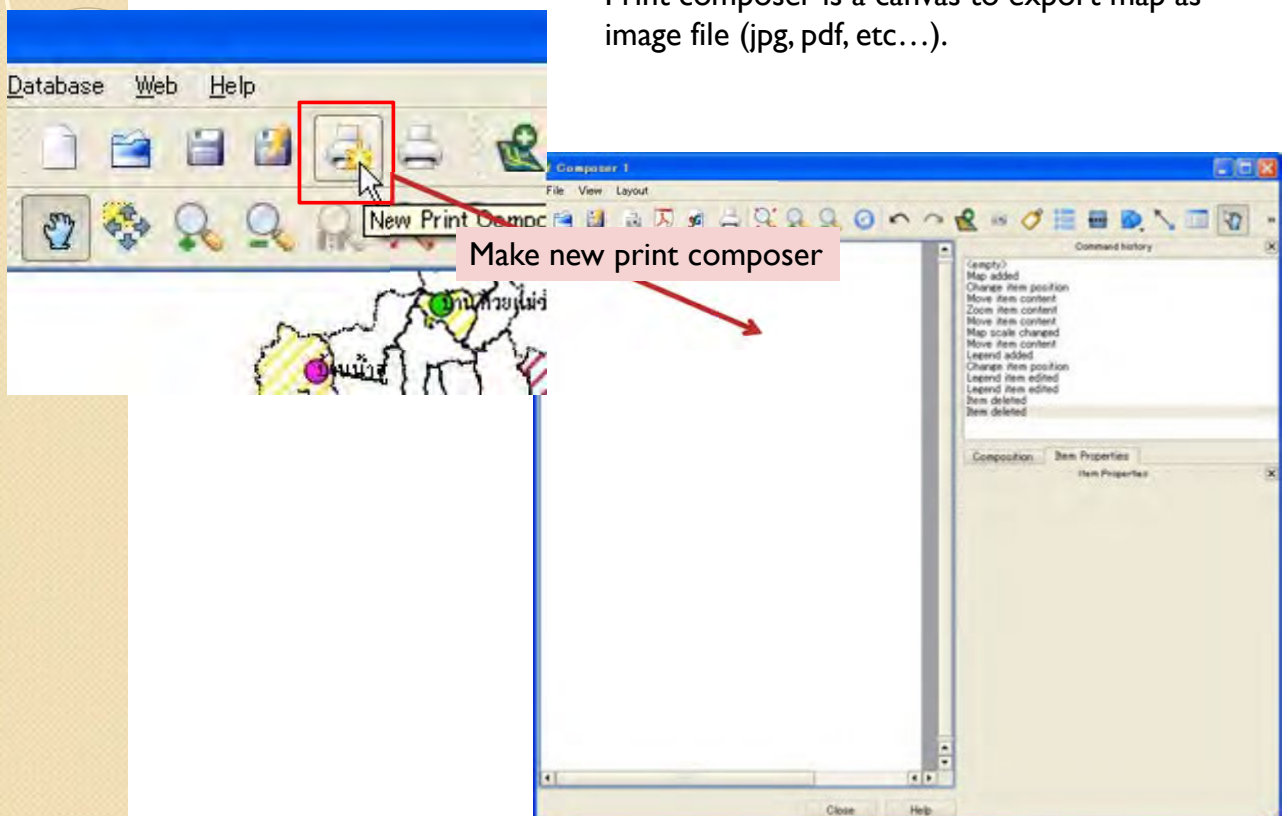 Print composer is a canvas to export map as
image file (jpg, pdf, etc…).
Database Web Help
New Print Compo
Make new print composer
Composer 1
File View Layout
Command history
<empty>
Map added
Change item position
Move item content
Zoom item content
Move item content
Map scale changed
Move item content
Legend added
Change item position
Legend item edited
Legend item edited
Item deleted
Item deleted
Composition Item Properties
Item Properties
Close Help